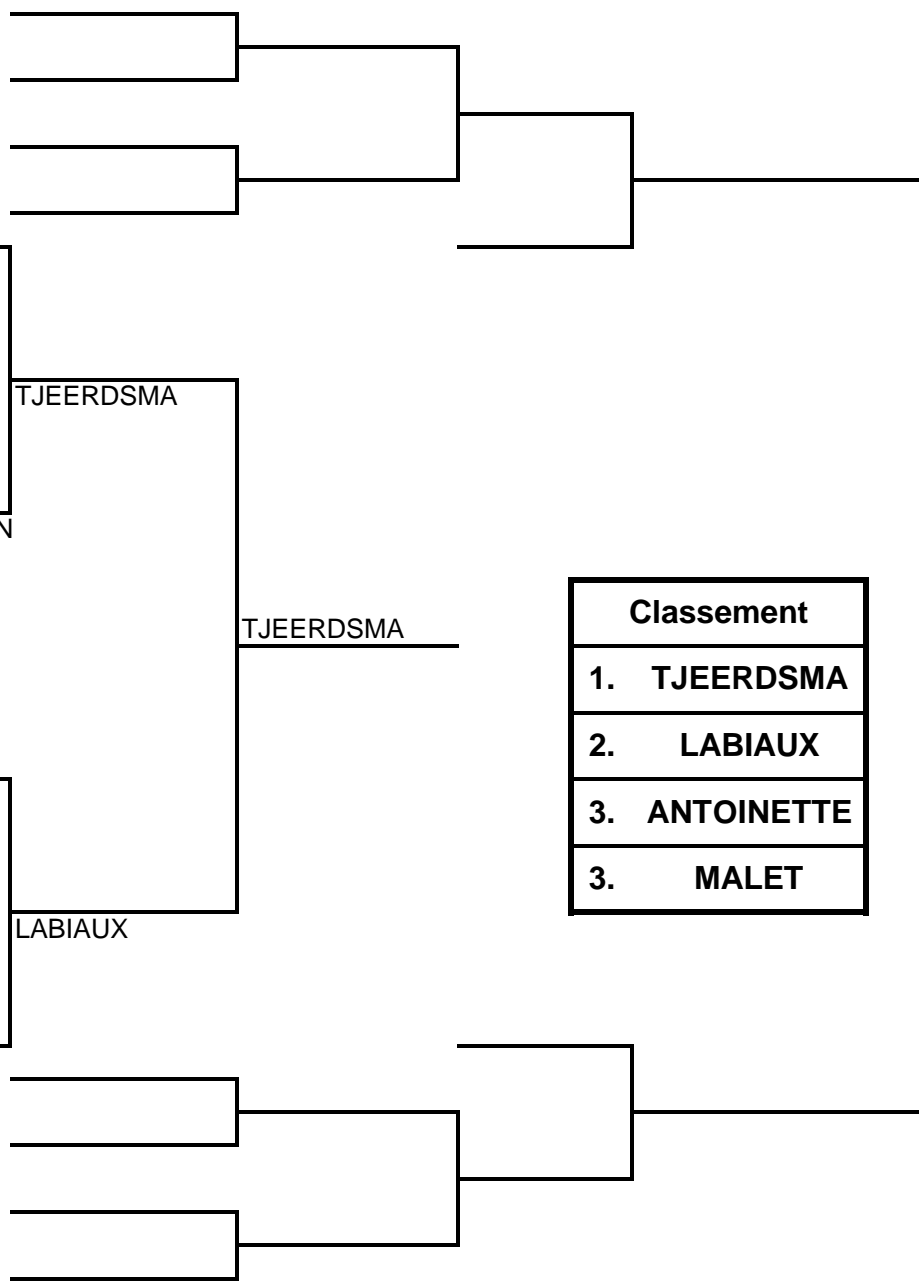 TJEERDSMA
N
TJEERDSMA
Classement
1. TJEERDSMA
2. LABIAUX
3. ANTOINETTE
3. MALET
LABIAUX